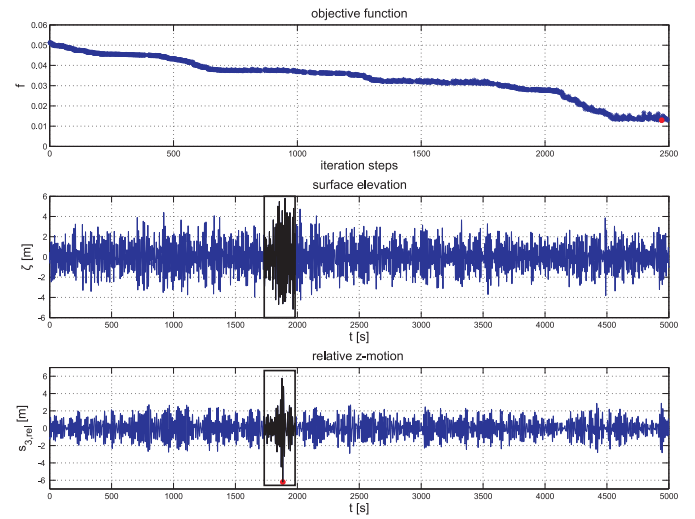 objective function
0.06
0.05
0.04
0.03
0.02
0.01
0
f
0 500 1000 1500 2000 2500
iteration steps
surface elevation
6
4
2
0
-2
-4
-6
ζ [m]
0 500 1000 1500 2000 2500 3000 3500 4000 4500 5000
t [s]
relative z-motion
6
4
2
0
-2
-4
-6
s3,rel [m]
0 500 1000 1500 2000 2500 3000 3500 4000 4500 5000
t [s]